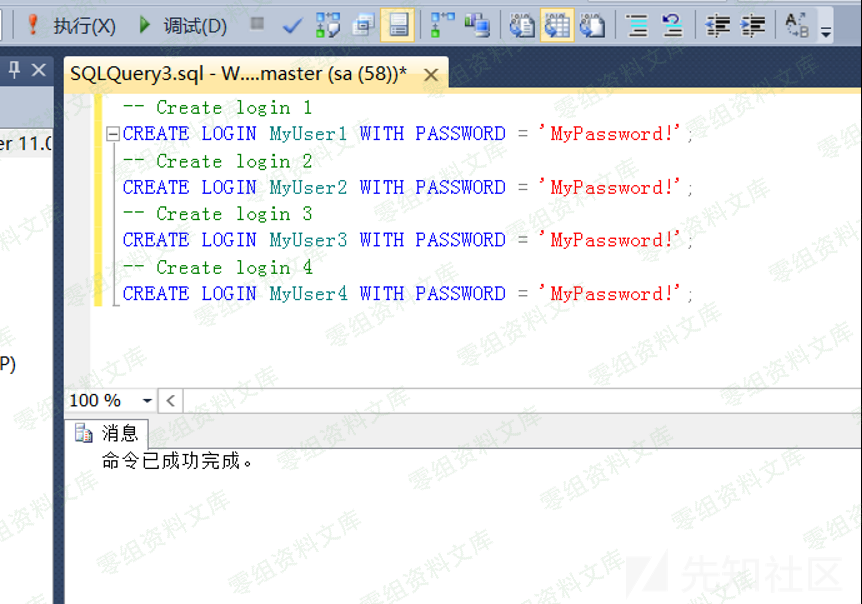 执行(X) 调试(D)
SQLQuery3.sql - W....master (sa (58))*
er 11.0
-- Create login 1
CREATE LOGIN MyUser1 WITH PASSWORD = 'MyPassword!';
-- Create login 2
CREATE LOGIN MyUser2 WITH PASSWORD = 'MyPassword!';
-- Create login 3
CREATE LOGIN MyUser3 WITH PASSWORD = 'MyPassword!';
-- Create login 4
CREATE LOGIN MyUser4 WITH PASSWORD = 'MyPassword!';
P)
100 %
消息
命令已成功完成。
零组资料文库
先知社区